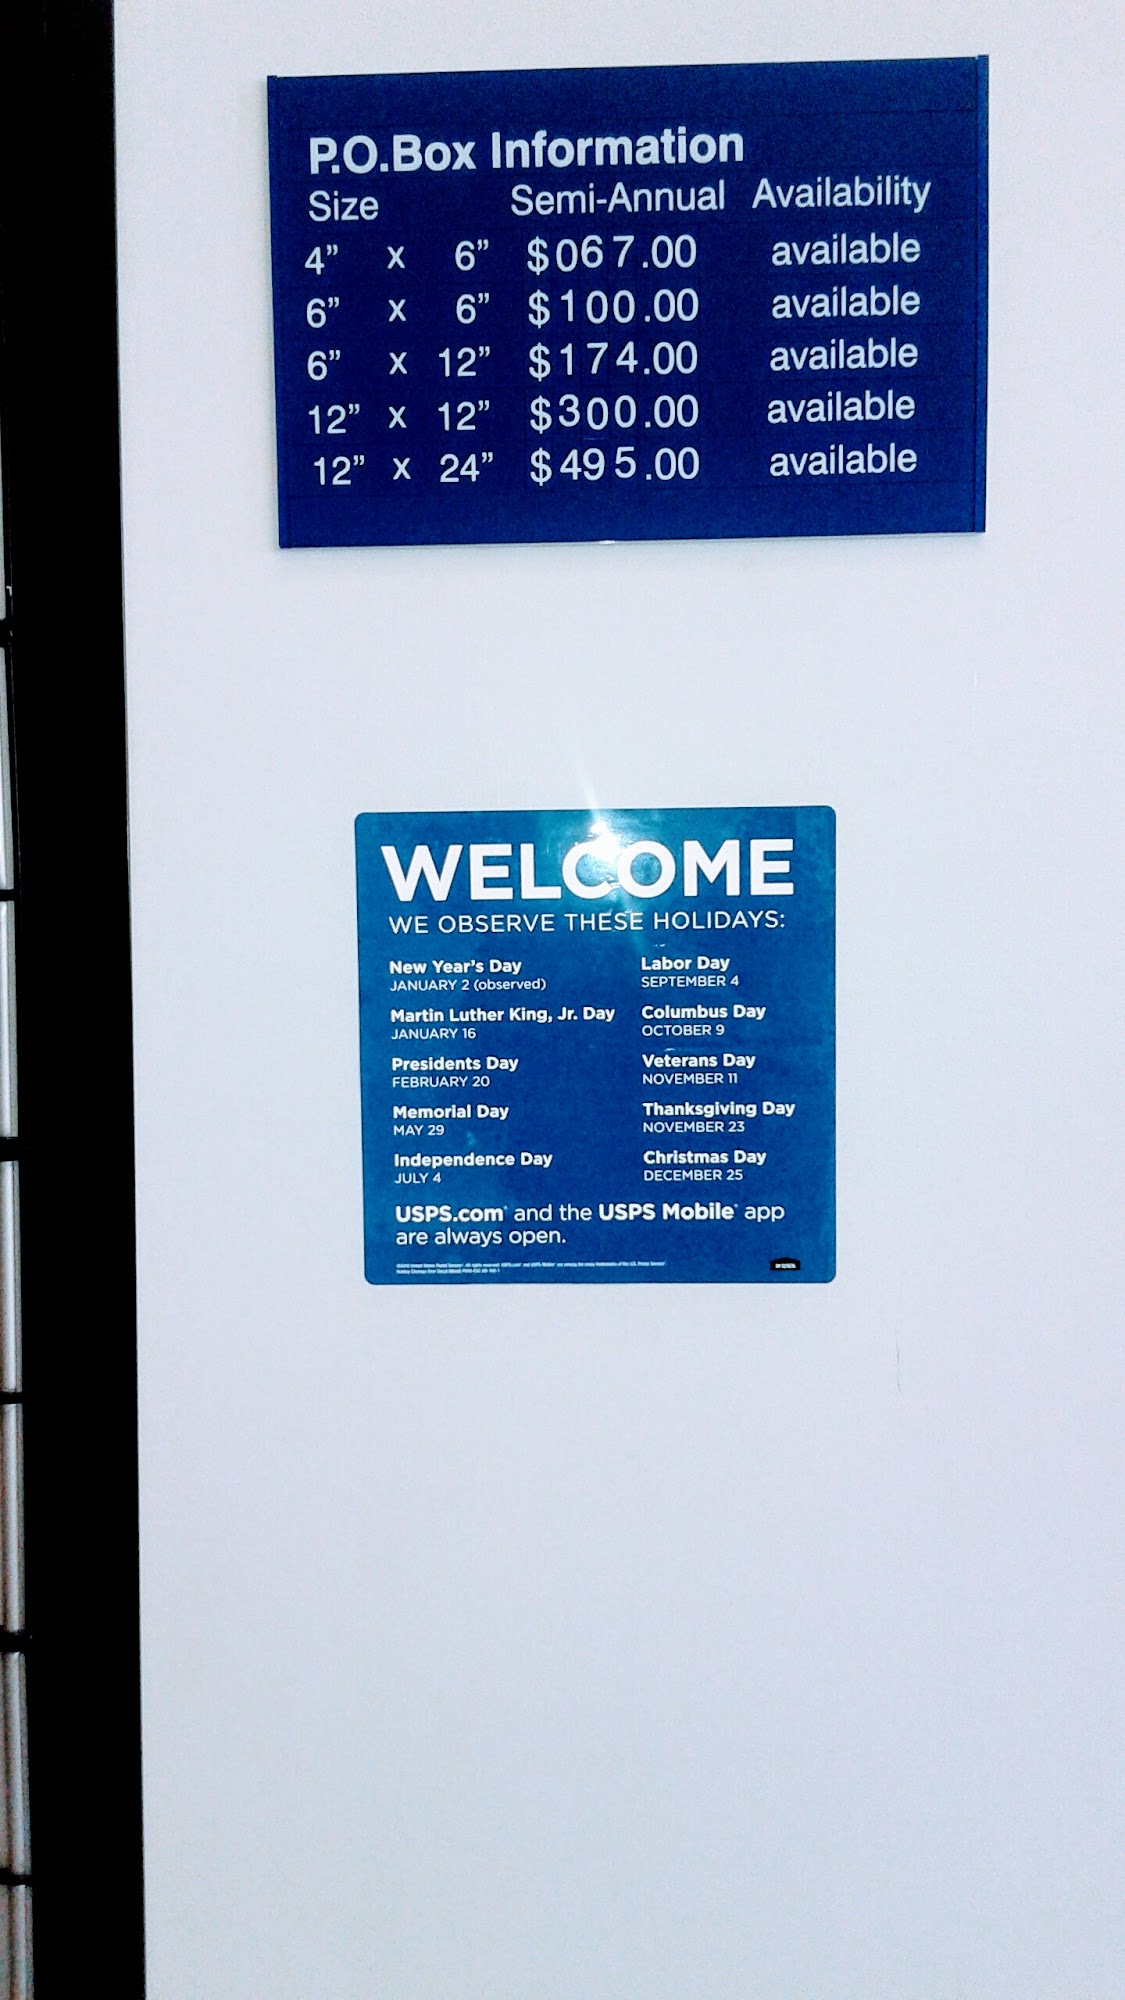 P.O.Box Information
Size Semi-Annual Availability
4" x 6" $067.00 available
6" x 6" $100.00 available
6" x 12" $174.00 available
12" x 12" $300.00 available
12" x 24" $495.00 available
WELCOME
WE OBSERVE THESE HOLIDAYS:
New Year's Day
JANUARY 2 (observed)
Martin Luther King, Jr. Day
JANUARY 16
Presidents Day
FEBRUARY 20
Memorial Day
MAY 29
Independence Day
JULY 4
Labor Day
SEPTEMBER 4
Columbus Day
OCTOBER 9
Veterans Day
NOVEMBER 11
Thanksgiving Day
NOVEMBER 23
Christmas Day
DECEMBER 25
USPS.com and the USPS Mobile app
are always open.